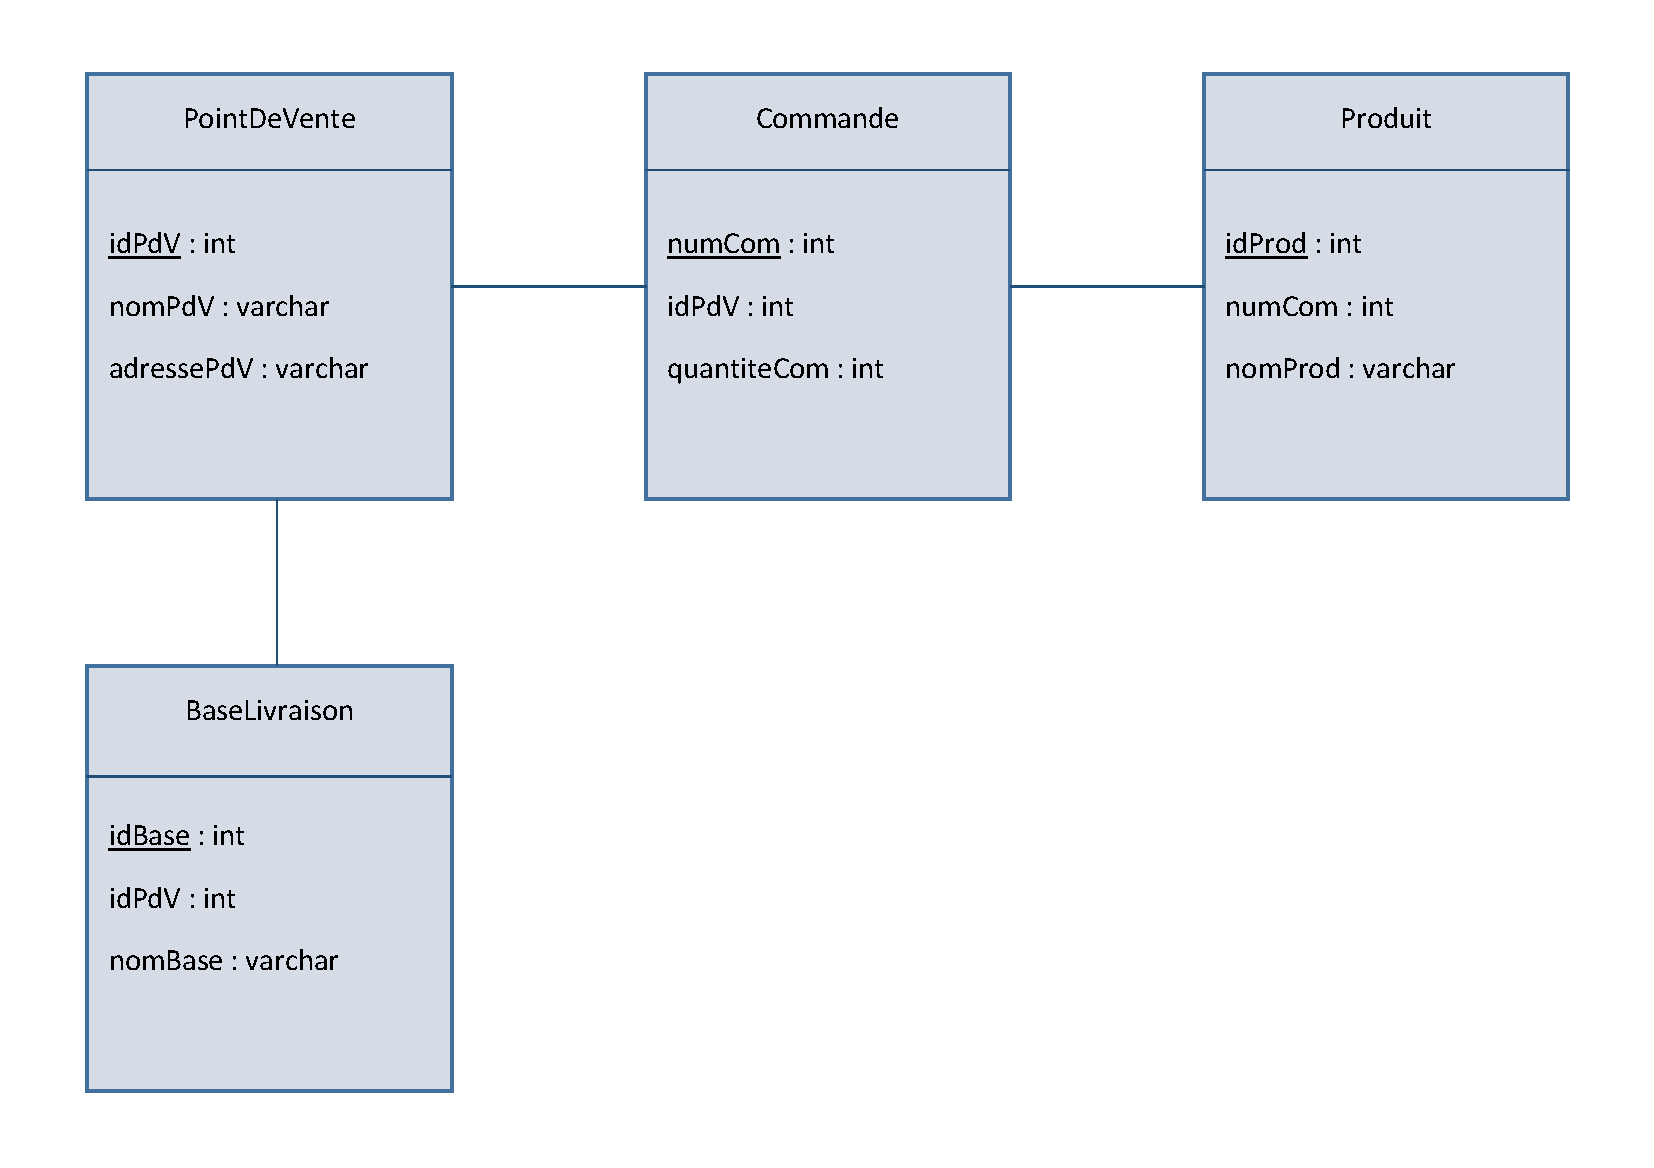 PointDeVente
idPdV : int
nomPdV : varchar
adressePdV : varchar
Commande
numCom : int
idPdV : int
quantiteCom : int
Produit
idProd : int
numCom : int
nomProd : varchar
BaseLivraison
idBase : int
idPdV : int
nomBase : varchar